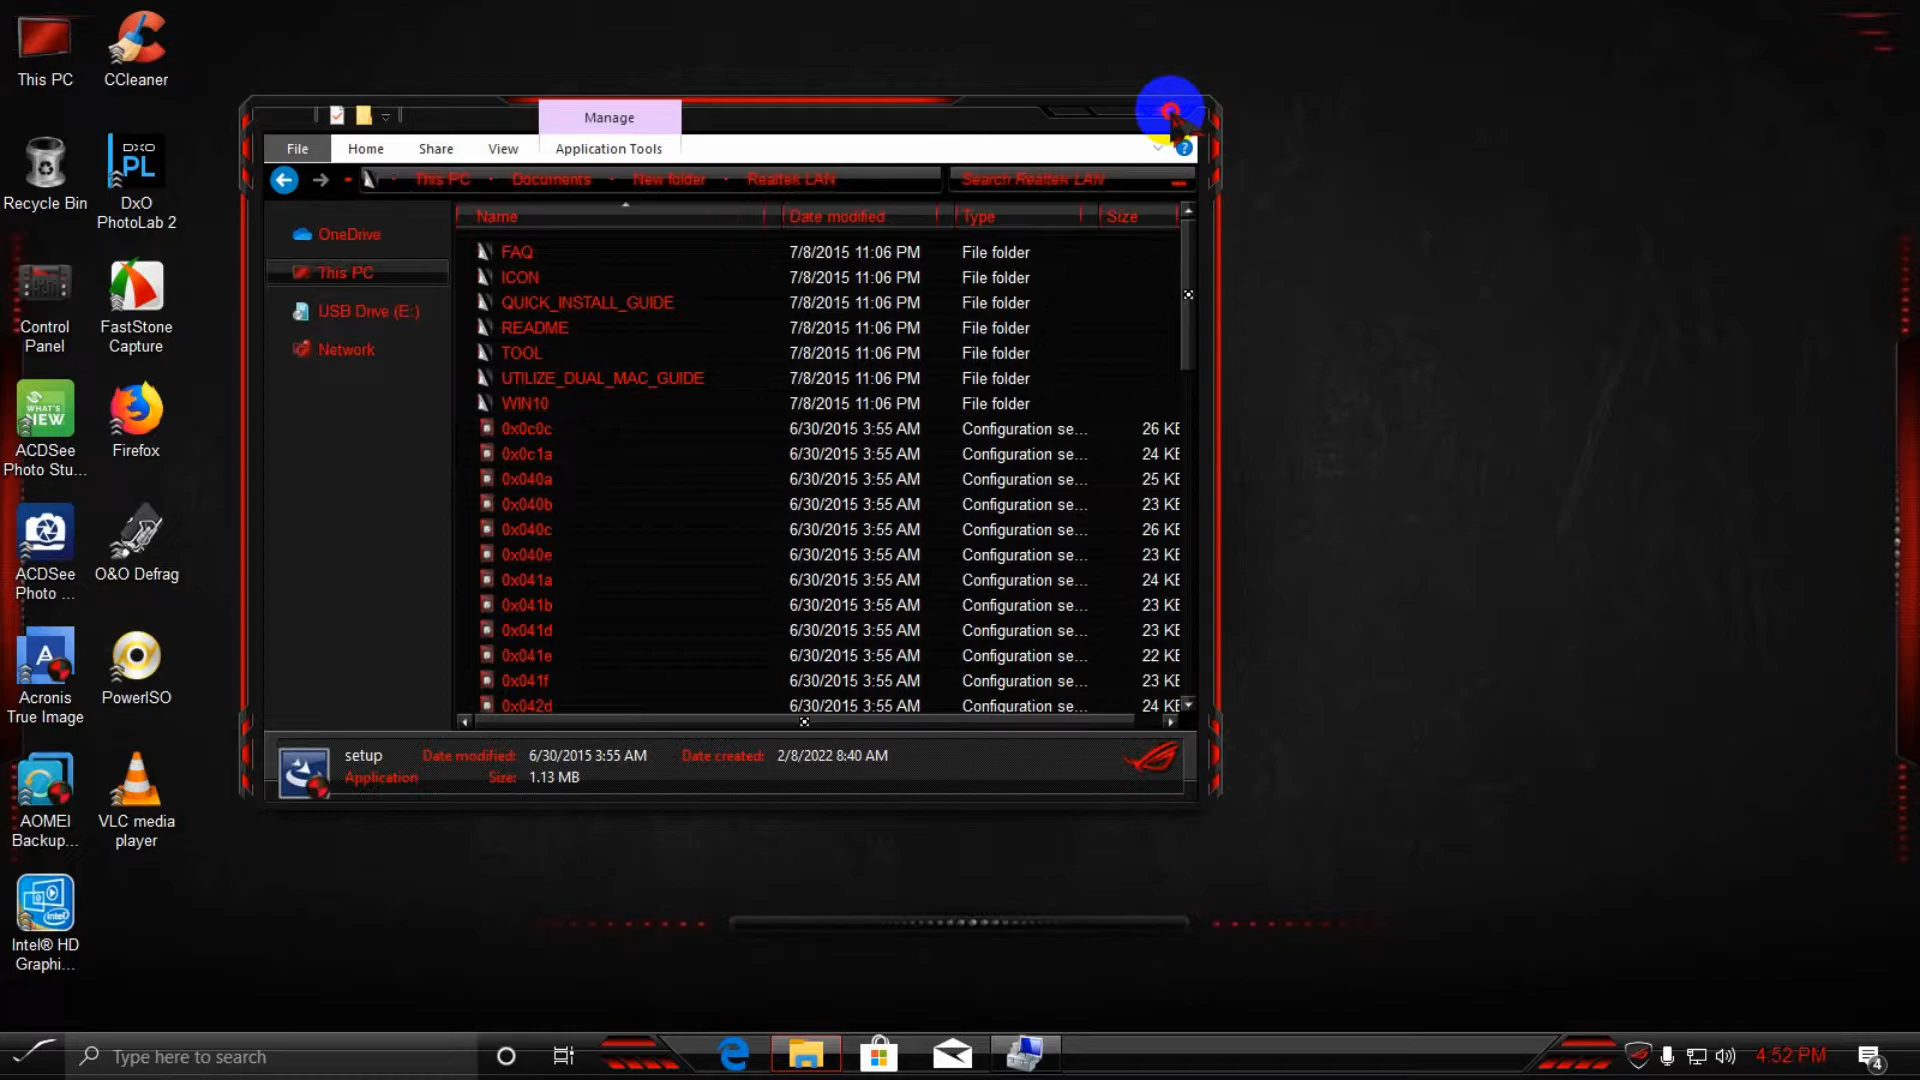 This PC
CCleaner
Recycle Bin
DXO
PL
DxO
PhotoLab 2
Control
Panel
FastStone
Capture
WHAT'S
NEW
ACDSee
Photo Stu...
Firefox
ACDSee
Photo ...
O&O Defrag
A
Acronis
True Image
PowerISO
AOMEI
Backup...
VLC media
player
intel
Intel® HD
Graphi...
Manage
File
Home
Share
View
Application Tools
?
This PC
Documents
New folder
Realtek LAN
Search Realtek LAN
OneDrive
This PC
USB Drive (E:)
Network
Name Date modified Type Size
FAQ 7/8/2015 11:06 PM File folder
ICON 7/8/2015 11:06 PM File folder
QUICK_INSTALL_GUIDE 7/8/2015 11:06 PM File folder
README 7/8/2015 11:06 PM File folder
TOOL 7/8/2015 11:06 PM File folder
UTILIZE_DUAL_MAC_GUIDE 7/8/2015 11:06 PM File folder
WIN10 7/8/2015 11:06 PM File folder
0x0c0c 6/30/2015 3:55 AM Configuration se... 26 KB
0x0c1a 6/30/2015 3:55 AM Configuration se... 24 KB
0x040a 6/30/2015 3:55 AM Configuration se... 25 KB
0x040b 6/30/2015 3:55 AM Configuration se... 23 KB
0x040c 6/30/2015 3:55 AM Configuration se... 26 KB
0x040e 6/30/2015 3:55 AM Configuration se... 23 KB
0x041a 6/30/2015 3:55 AM Configuration se... 24 KB
0x041b 6/30/2015 3:55 AM Configuration se... 23 KB
0x041d 6/30/2015 3:55 AM Configuration se... 23 KB
0x041e 6/30/2015 3:55 AM Configuration se... 22 KB
0x041f 6/30/2015 3:55 AM Configuration se... 23 KB
0x042d 6/30/2015 3:55 AM Configuration se... 24 KB
setup Date modified: 6/30/2015 3:55 AM Date created: 2/8/2022 8:40 AM
Application Size: 1.13 MB
Type here to search
4:52 PM
4